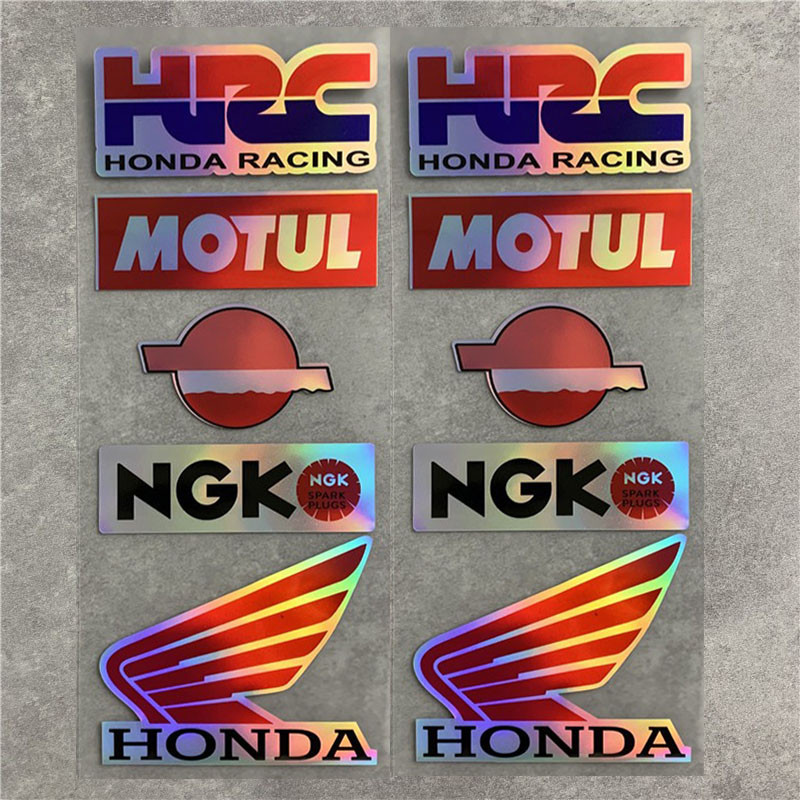 HRC
HONDA RACING
MOTUL
NGK
NGK
SPARK
PLUGS
HONDA
HRC
HONDA RACING
MOTUL
NGK
NGK
SPARK
PLUGS
HONDA